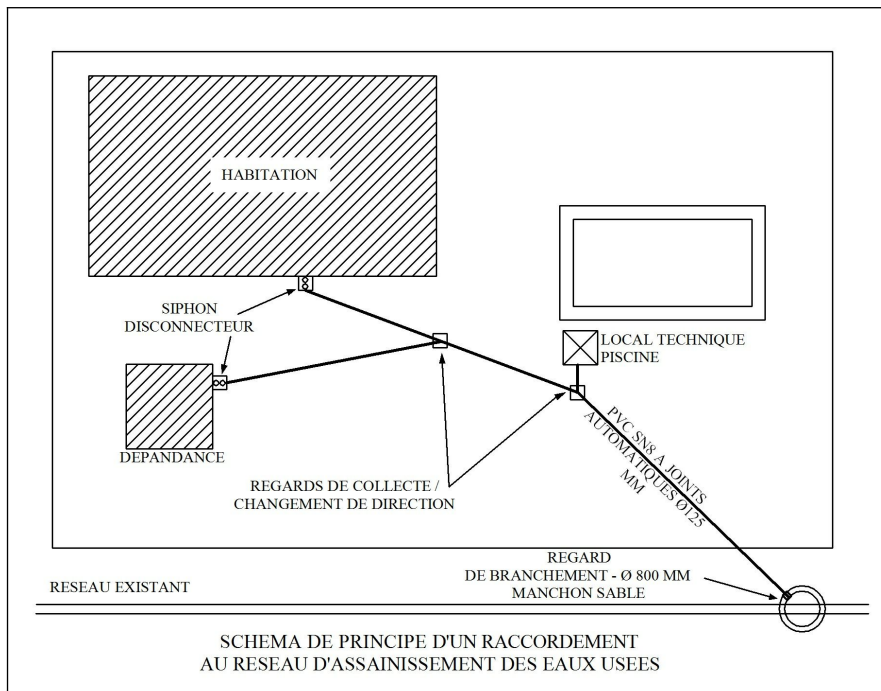 HABITATION
SIPHON
DISCONNECTEUR
LOCAL TECHNIQUE
PISCINE
DEPANDANCE
REGARDS DE COLLECTE /
CHANGEMENT DE DIRECTION
PVC SN8 A JOINTS
AUTOMATIQUES Ø125
MM
REGARD
DE BRANCHEMENT - Ø 800 MM
MANCHON SABLE
RESEAU EXISTANT
SCHEMA DE PRINCIPE D'UN RACCORDEMENT
AU RESEAU D'ASSAINISSEMENT DES EAUX USEES